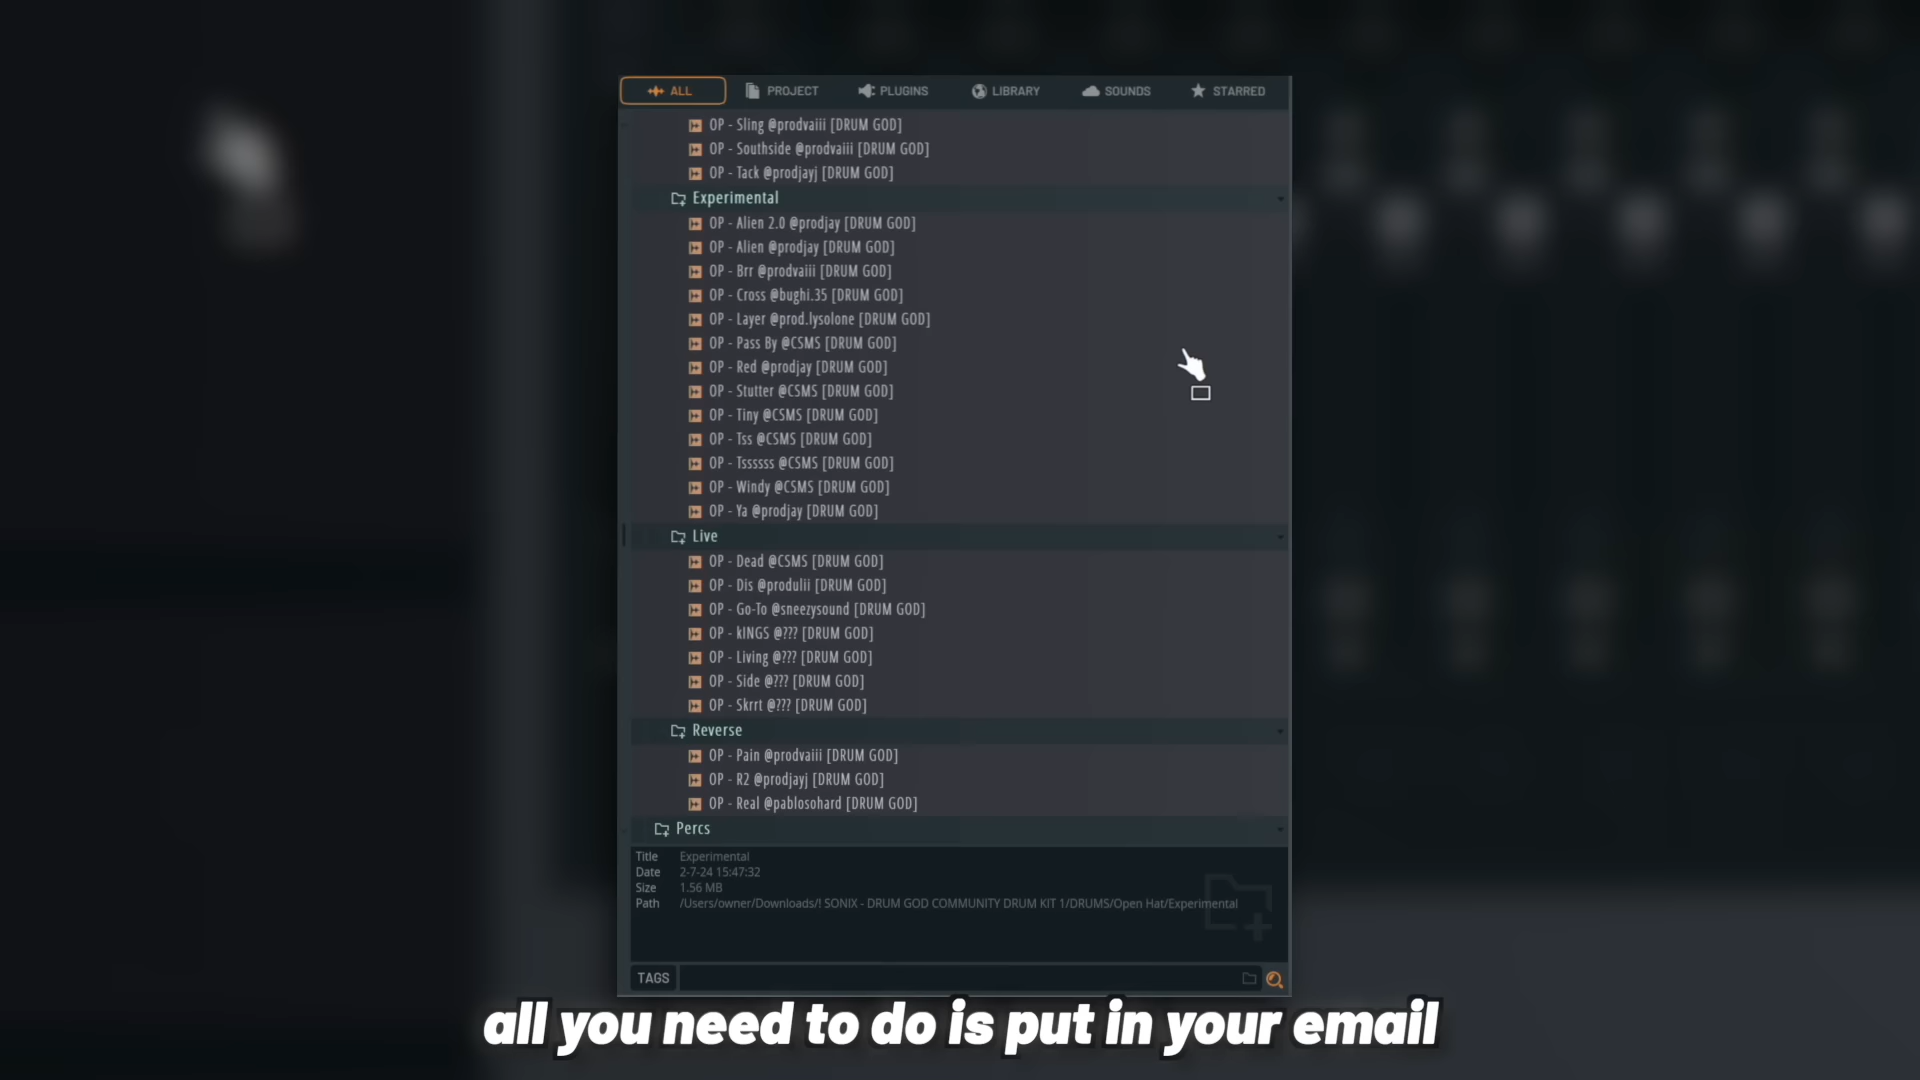 ALL PROJECT PLUGINS LIBRARY SOUNDS STARRED
OP - Sling @prodvaiii [DRUM GOD]
OP - Southside @prodvaiii [DRUM GOD]
OP - Tack @prodjayj [DRUM GOD]
Experimental
OP - Alien 2.0 @prodjay [DRUM GOD]
OP - Alien @prodjay [DRUM GOD]
OP - Brr @prodvaiii [DRUM GOD]
OP - Cross @bughi.35 [DRUM GOD]
OP - Layer @prod.lysolone [DRUM GOD]
OP - Pass By @CSMS [DRUM GOD]
OP - Red @prodjay [DRUM GOD]
OP - Stutter @CSMS [DRUM GOD]
OP - Tiny @CSMS [DRUM GOD]
OP - Tss @CSMS [DRUM GOD]
OP - Tssssss @CSMS [DRUM GOD]
OP - Windy @CSMS [DRUM GOD]
OP - Ya @prodjay [DRUM GOD]
Live
OP - Dead @CSMS [DRUM GOD]
OP - Dis @produlii [DRUM GOD]
OP - Go-To @sneezysound [DRUM GOD]
OP - kINGS @??? [DRUM GOD]
OP - Living @??? [DRUM GOD]
OP - Side @??? [DRUM GOD]
OP - Skrrt @??? [DRUM GOD]
Reverse
OP - Pain @prodvaiii [DRUM GOD]
OP - R2 @prodjayj [DRUM GOD]
OP - Real @pablosohard [DRUM GOD]
Percs
Title Experimental
Date 2-7-24 15:47:32
Size 1.56 MB
Path /Users/owner/Downloads/! SONIX - DRUM GOD COMMUNITY DRUM KIT 1/DRUMS/Open Hat/Experimental
TAGS
all you need to do is put in your email